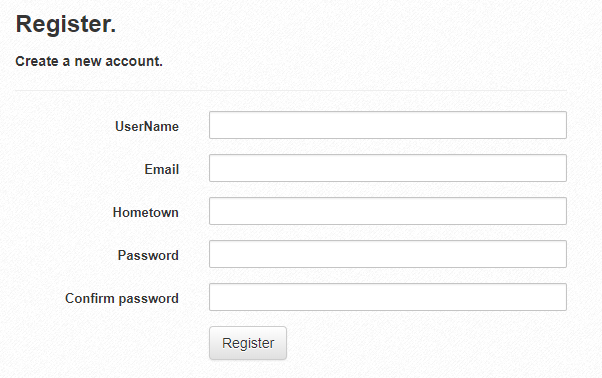 Register.
Create a new account.
UserName
Email
Hometown
Password
Confirm password
Register